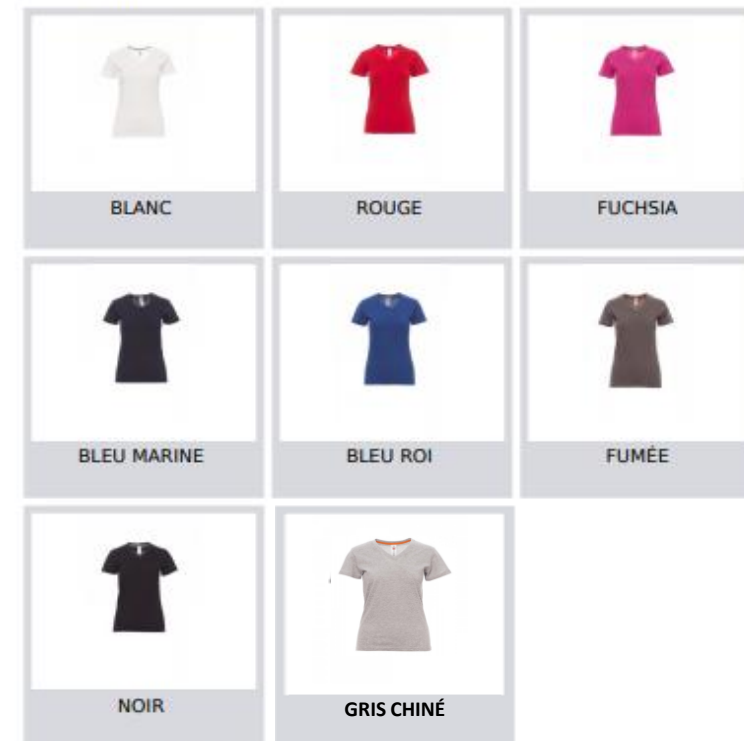 BLANC
ROUGE
FUCHSIA
BLEU MARINE
BLEU ROI
FUMÉE
NOIR
GRIS CHINÉ